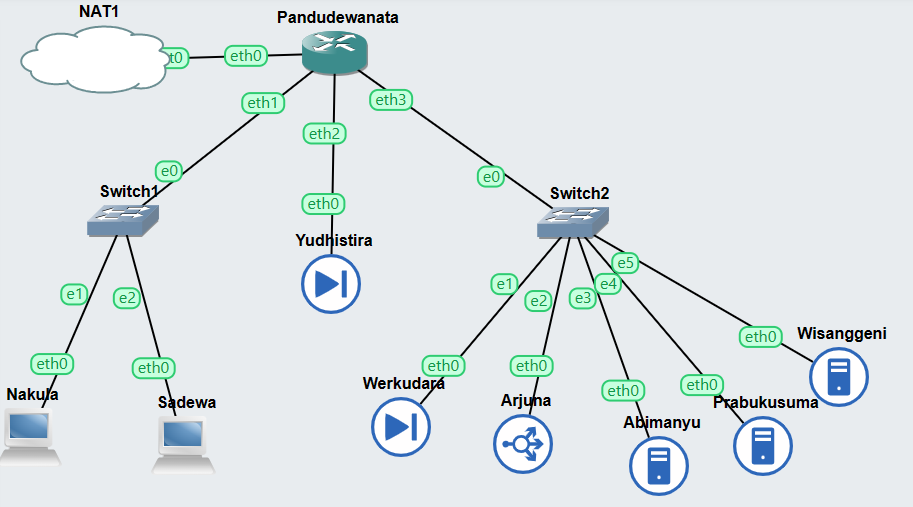 NAT1
Pandudewanata
t0
eth0
eth1
eth3
eth2
e0
e0
Switch1
Switch2
eth0
Yudhistira
e1
e2
e1
e2
e3
e4
e5
eth0
eth0
eth0
eth0
eth0
eth0
eth0
Wisanggeni
Nakula
Sadewa
Werkudara
Arjuna
Abimanyu
Prabukusuma